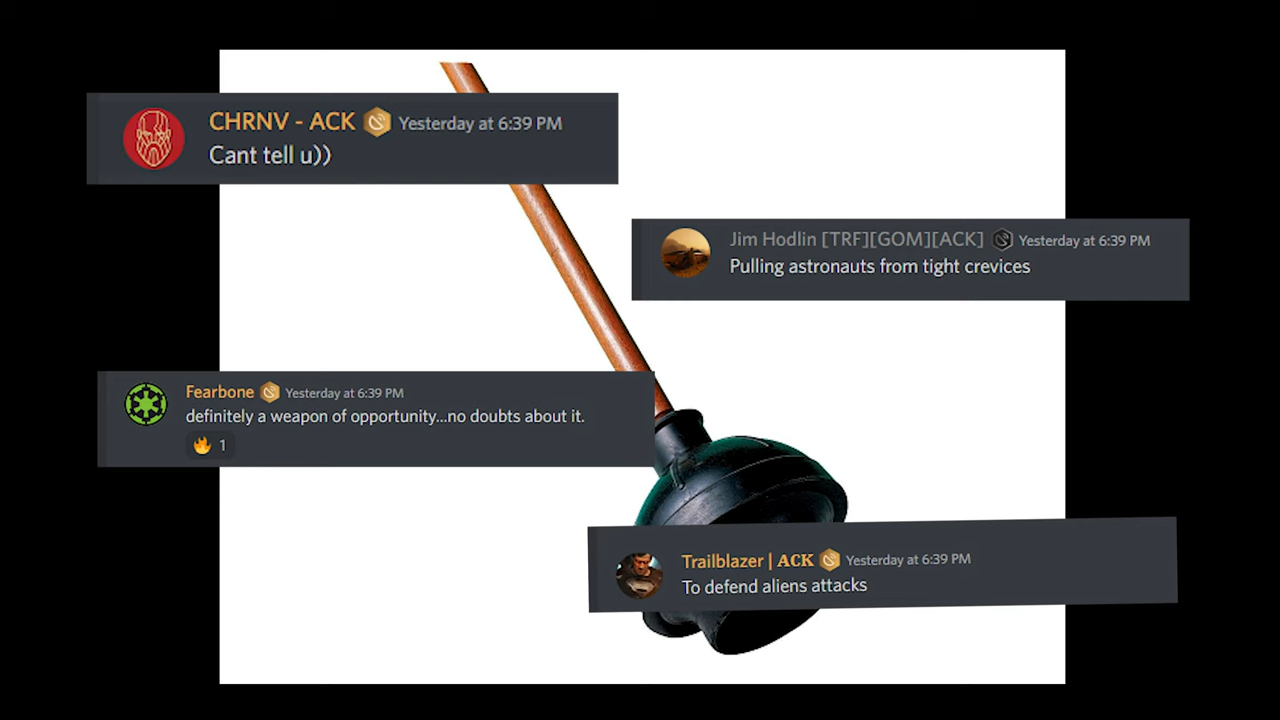 CHRNV - ACK Yesterday at 6:39 PM
Cant tell u))
Jim Hodlin [TRF][GOM][ACK] Yesterday at 6:39 PM
Pulling astronauts from tight crevices
Fearbone Yesterday at 6:39 PM
definitely a weapon of opportunity...no doubts about it.
1
Trailblazer | ACK Yesterday at 6:39 PM
To defend aliens attacks